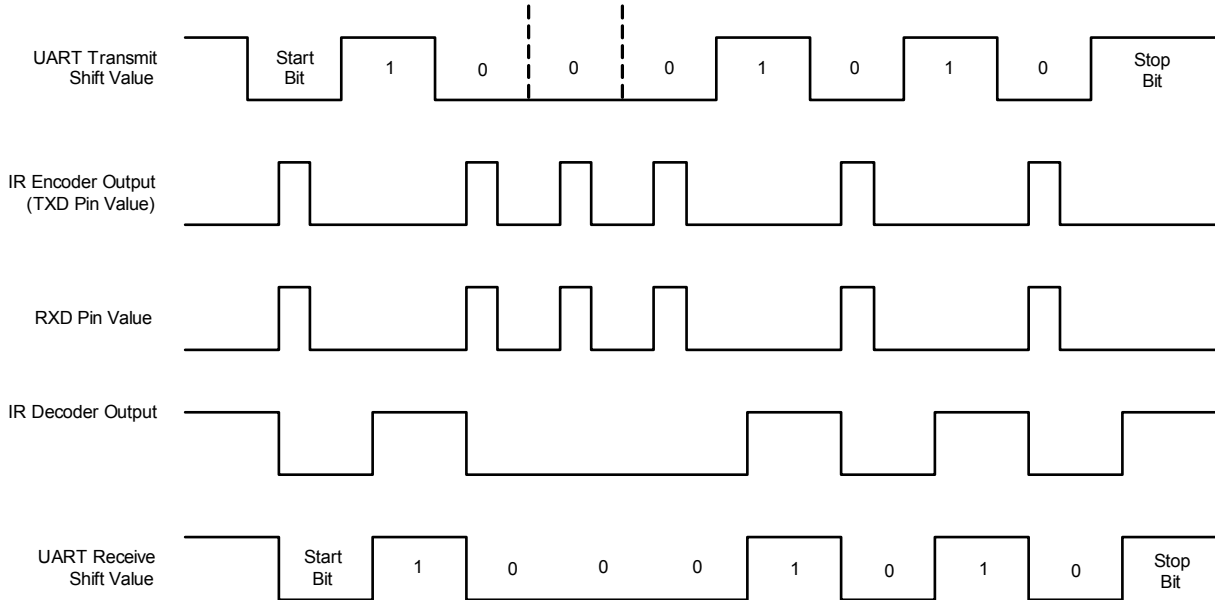 UART Transmit
Shift Value
Start
Bit
1
0
0
0
1
0
1
0
Stop
Bit
IR Encoder Output
(TXD Pin Value)
RXD Pin Value
IR Decoder Output
UART Receive
Shift Value
Start
Bit
1
0
0
0
1
0
1
0
Stop
Bit